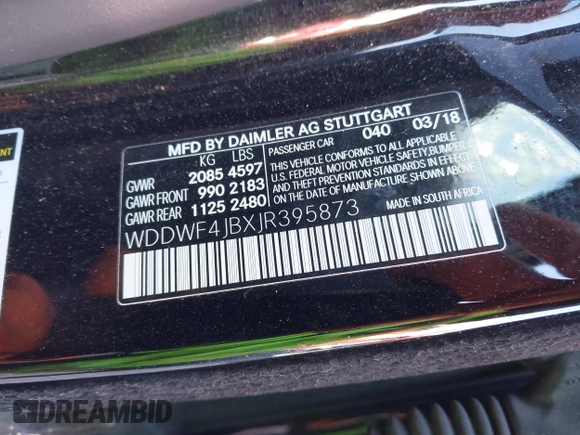 MFD BY DAIMLER AG STUTTGART
KG LBS
GVWR 2085 4597
GAWR FRONT 990 2183
GAWR REAR 1125 2480
PASSENGER CAR 040 03/18
THIS VEHICLE CONFORMS TO ALL APPLICABLE
U.S. FEDERAL MOTOR VEHICLE SAFETY, BUMPER
AND THEFT PREVENTION STANDARDS IN EFFECT
ON THE DATE OF MANUFACTURE SHOWN ABOVE.
WDDWF4JBXJR395873
MADE IN SOUTH AFRICA
DREAMBID